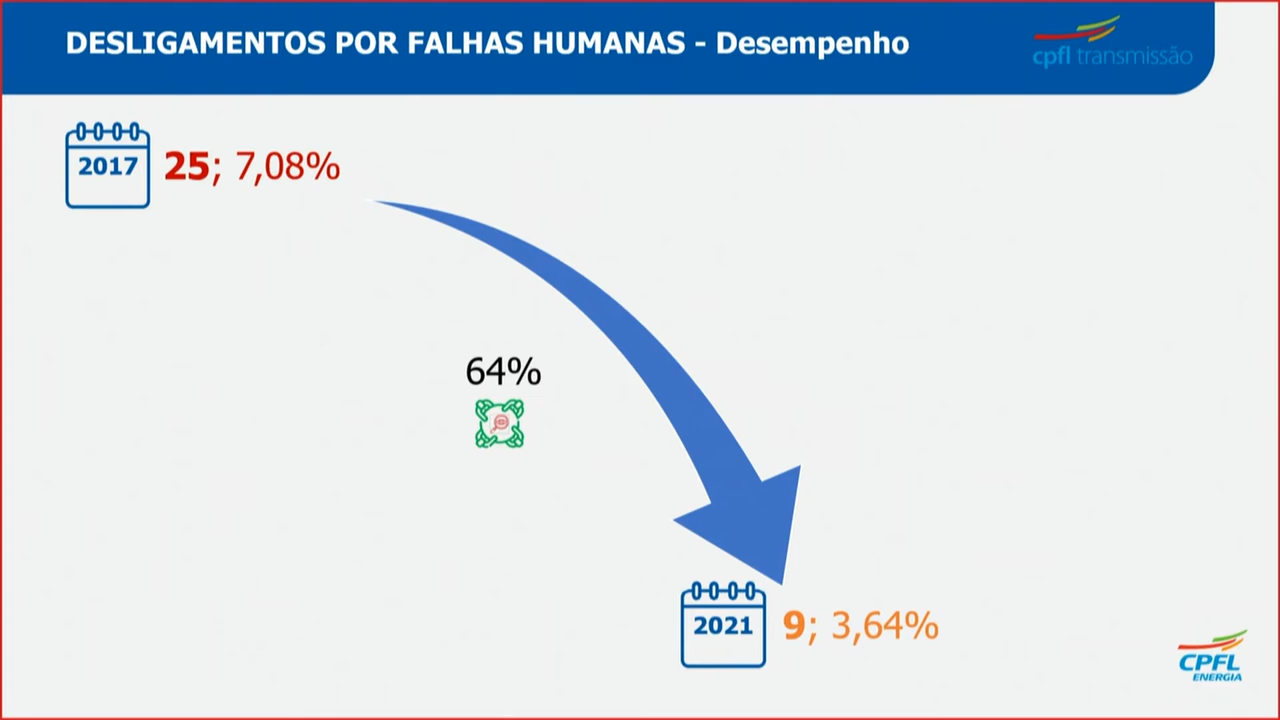 DESLIGAMENTOS POR FALHAS HUMANAS - Desempenho
cpfl transmissão
2017
25; 7,08%
64%
2021
9; 3,64%
CPFL
ENERGIA